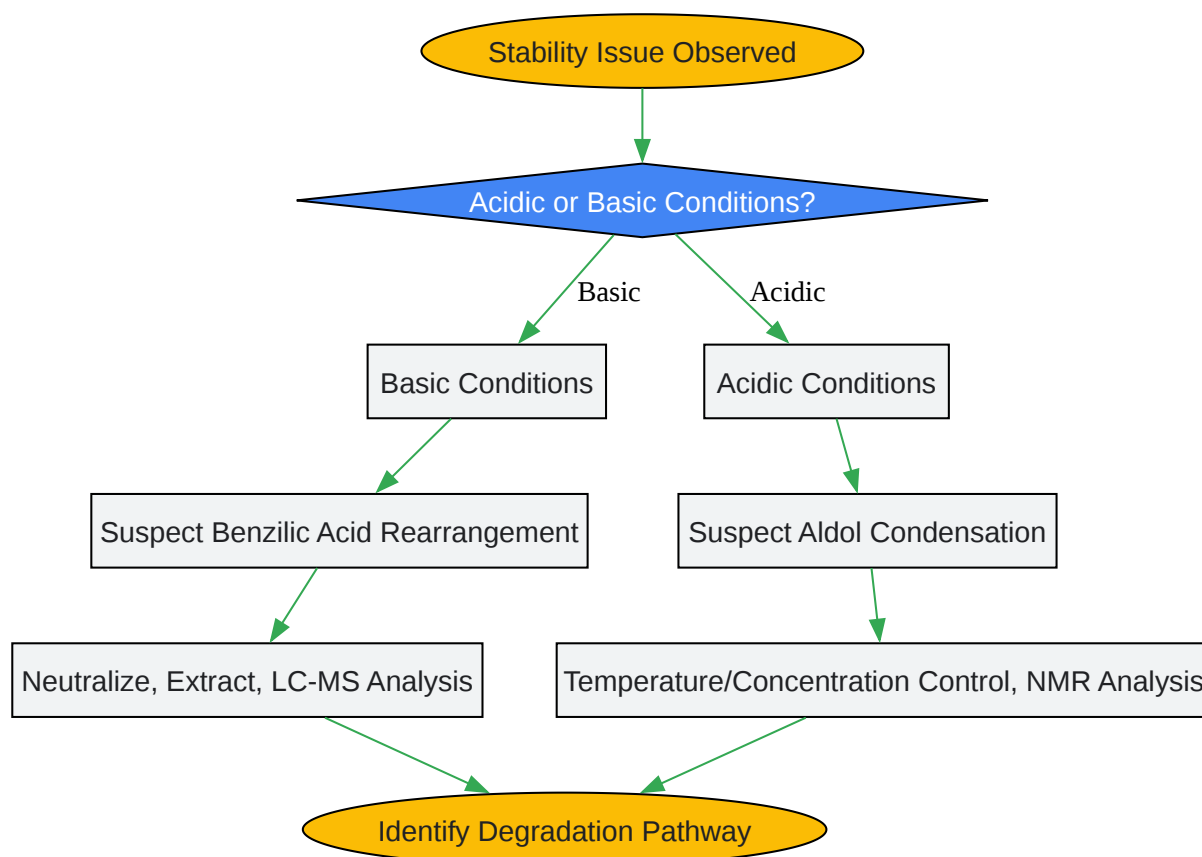 Stability Issue Observed
Acidic or Basic Conditions?
Basic
Acidic
Basic Conditions
Acidic Conditions
Suspect Benzilic Acid Rearrangement
Suspect Aldol Condensation
Neutralize, Extract, LC-MS Analysis
Temperature/Concentration Control, NMR Analysis
Identify Degradation Pathway